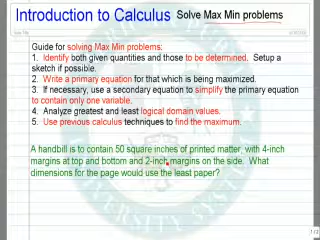 Introduction to Calculus Solve Max Min problems
Guide for solving Max Min problems:
1. Identify both given quantities and those to be determined. Setup a
sketch if possible.
2. Write a primary equation for that which is being maximized.
3. If necessary, use a secondary equation to simplify the primary equation
to contain only one variable.
4. Analyze greatest and least logical domain values.
5. Use previous calculus techniques to find the maximum.
A handbill is to contain 50 square inches of printed matter, with 4-inch
margins at top and bottom and 2-inch margins on the side. What
dimensions for the page would use the least paper?